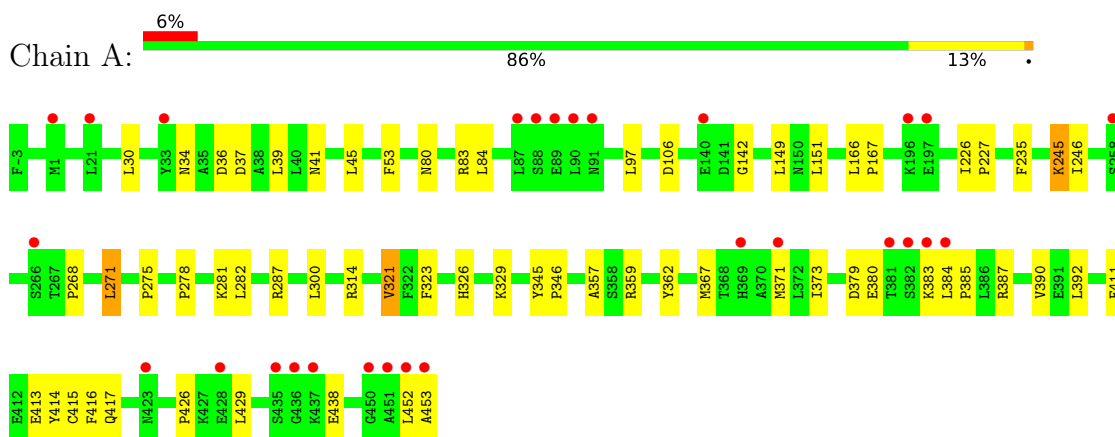 6%
Chain A:
86%
13%
•
F-3
M1
L21
L30
Y33
N34
A35
D36
D37
A38
L39
L40
N41
L45
F53
N80
R83
L84
L87
S88
E89
L90
N91
L97
D106
E140
D141
G142
L149
N150
L151
L166
P167
K196
E197
I226
P227
F235
K245
I246
S258
S266
T267
P268
L271
P275
P278
K281
L282
R287
L300
R314
V321
F322
F323
H326
K329
Y345
P346
A357
S358
R359
Y362
M367
T368
H369
A370
M371
L372
I373
D379
E380
T381
S382
K383
L384
P385
L386
R387
V390
E391
L392
E412
E413
Y414
C415
F416
Q417
N423
P426
K427
E428
L429
S435
G436
K437
E438
G450
A451
L452
A453